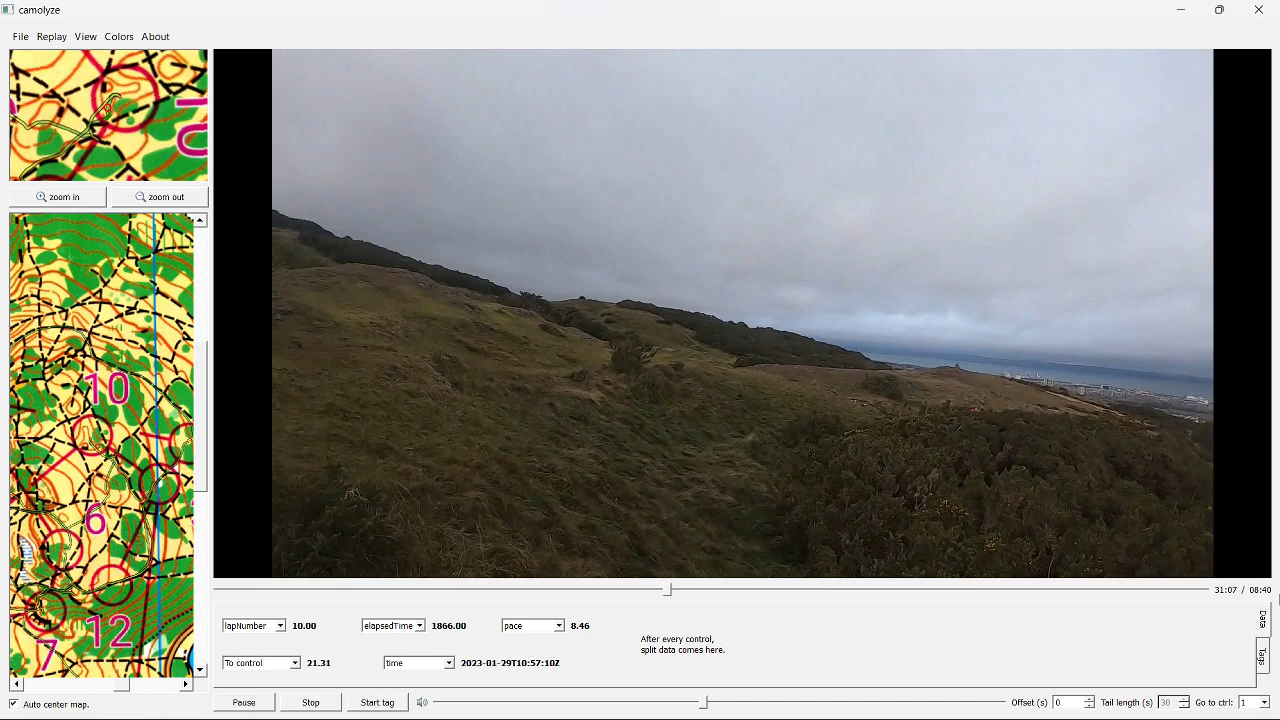 camolyze
File Replay View Colors About
zoom in zoom out
10
6
12
7
31:07 / 08:40
lapNumber 10.00 elapsedTime 1866.00 pace 8.46
After every control,
split data comes here.
To control 21.31 time 2023-01-29T10:57:10Z
Data
Tags
Auto center map.
Pause Stop Start tag Offset (s) 0 Tail length (s) 30 Go to ctrl: 1